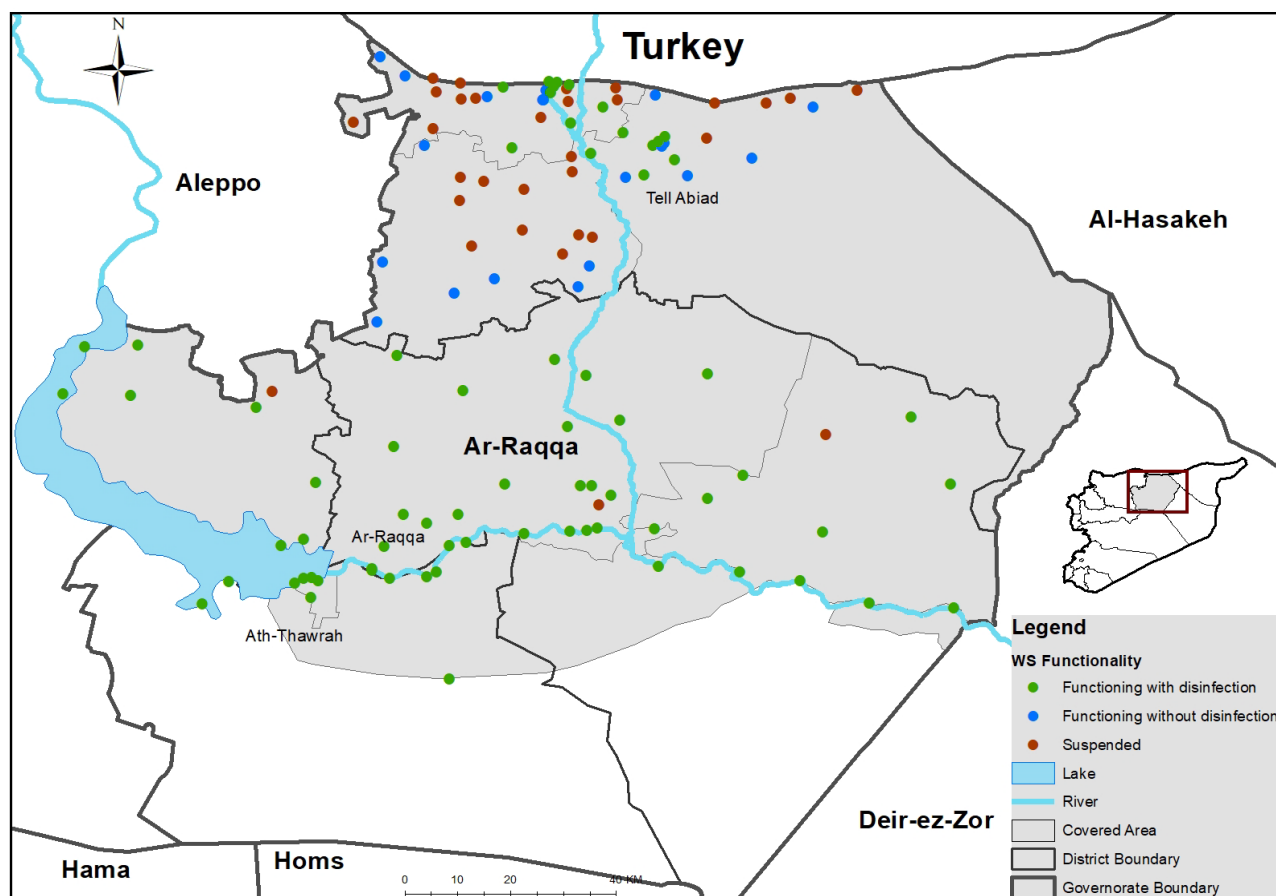 N
Turkey
Aleppo
Tell Abiad
Al-Hasakeh
Ar-Raqqa
Ar-Raqqa
Ath-Thawrah
Deir-ez-Zor
Hama
Homs
0 10 20 40 KM
Legend
WS Functionality
Functioning with disinfection
Functioning without disinfection
Suspended
Lake
River
Covered Area
District Boundary
Governorate Boundary